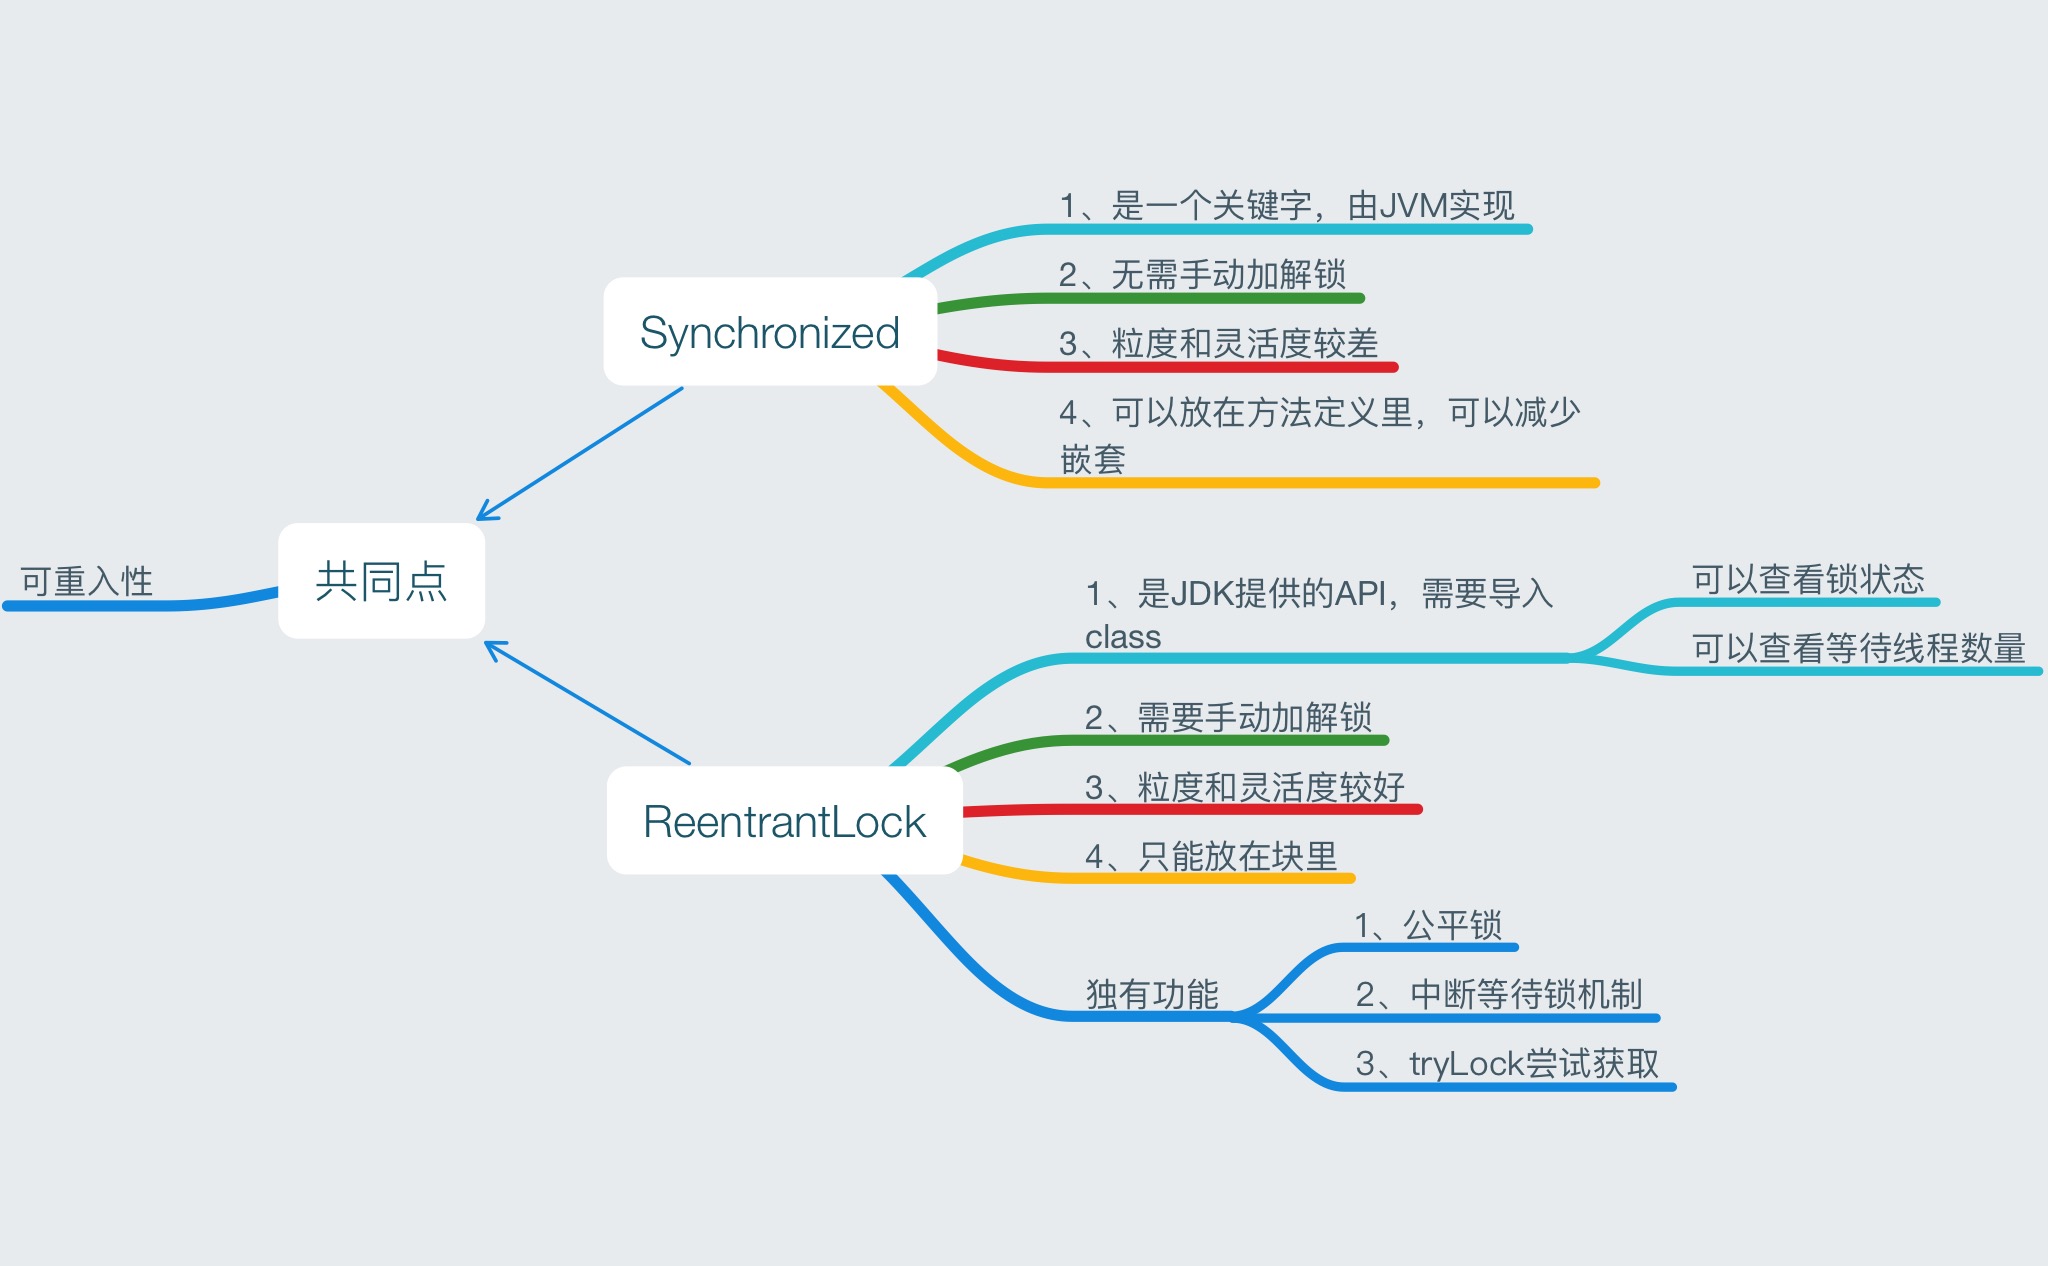 Synchronized
1、是一个关键字，由JVM实现
2、无需手动加解锁
3、粒度和灵活度较差
4、可以放在方法定义里，可以减少
嵌套
共同点
可重入性
ReentrantLock
1、是JDK提供的API，需要导入
class
可以查看锁状态
可以查看等待线程数量
2、需要手动加解锁
3、粒度和灵活度较好
4、只能放在块里
独有功能
1、公平锁
2、中断等待锁机制
3、tryLock尝试获取